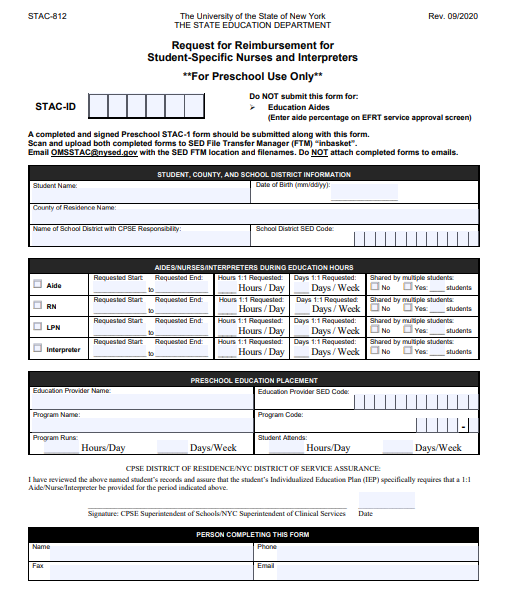 STAC-812 The University of the State of New York Rev. 09/2020
THE STATE EDUCATION DEPARTMENT
Request for Reimbursement for
Student-Specific Nurses and Interpreters
**For Preschool Use Only**
STAC-ID
Do NOT submit this form for:
➢ Education Aides
(Enter aide percentage on EFRT service approval screen)
A completed and signed Preschool STAC-1 form should be submitted along with this form.
Scan and upload both completed forms to SED File Transfer Manager (FTM) "inbasket".
Email OMSSTAC@nysed.gov with the SED FTM location and filenames. Do NOT attach completed forms to emails.
STUDENT, COUNTY, AND SCHOOL DISTRICT INFORMATION
Student Name: Date of Birth (mm/dd/yy):
County of Residence Name:
Name of School District with CPSE Responsibility: School District SED Code:
AIDES/NURSES/INTERPRETERS DURING EDUCATION HOURS
Requested Start: Requested End: Hours 1:1 Requested: Days 1:1 Requested: Shared by multiple students:
Aide to Hours / Day Days / Week No Yes: ____ students
Requested Start: Requested End: Hours 1:1 Requested: Days 1:1 Requested: Shared by multiple students:
RN to Hours / Day Days / Week No Yes: ____ students
Requested Start: Requested End: Hours 1:1 Requested: Days 1:1 Requested: Shared by multiple students:
LPN to Hours / Day Days / Week No Yes: ____ students
Requested Start: Requested End: Hours 1:1 Requested: Days 1:1 Requested: Shared by multiple students:
Interpreter to Hours / Day Days / Week No Yes: ____ students
PRESCHOOL EDUCATION PLACEMENT
Education Provider Name: Education Provider SED Code:
Program Name: Program Code:
-
Program Runs: Student Attends:
Hours/Day Days/Week Hours/Day Days/Week
CPSE DISTRICT OF RESIDENCE/NYC DISTRICT OF SERVICE ASSURANCE:
I have reviewed the above named student's records and assure that the student's Individualized Education Plan (IEP) specifically requires that a 1:1
Aide/Nurse/Interpreter be provided for the period indicated above.
Signature: CPSE Superintendent of Schools/NYC Superintendent of Clinical Services Date
PERSON COMPLETING THIS FORM
Name Phone
Fax Email